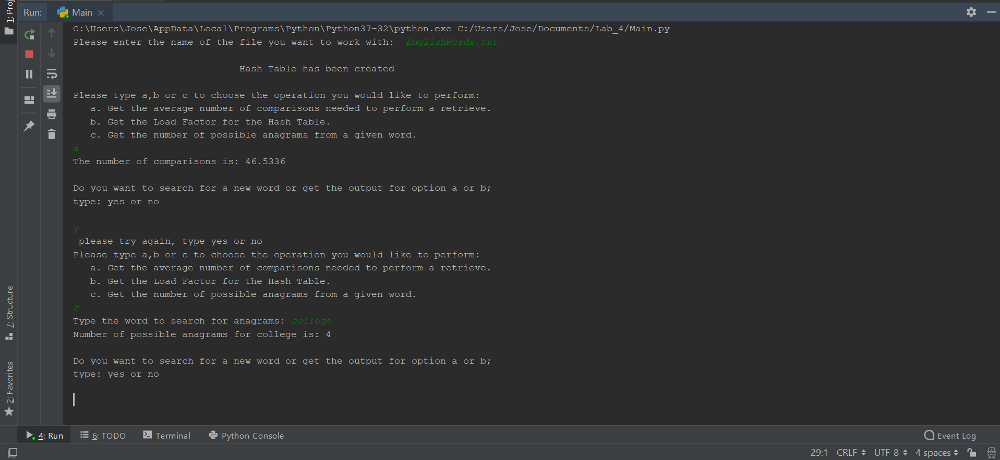 1: Proj
Run: Main
C:\Users\Jose\AppData\Local\Programs\Python\Python37-32\python.exe C:/Users/Jose/Documents/Lab_4/Main.py
Please enter the name of the file you want to work with:  EnglishWords.txt
Hash Table has been created
Please type a,b or c to choose the operation you would like to perform:
a. Get the average number of comparisons needed to perform a retrieve.
b. Get the Load Factor for the Hash Table.
c. Get the number of possible anagrams from a given word.
a
The number of comparisons is: 46.5336
Do you want to search for a new word or get the output for option a or b;
type: yes or no
y
please try again, type yes or no
Please type a,b or c to choose the operation you would like to perform:
a. Get the average number of comparisons needed to perform a retrieve.
b. Get the Load Factor for the Hash Table.
c. Get the number of possible anagrams from a given word.
c
Type the word to search for anagrams: college
Number of possible anagrams for college is: 4
Do you want to search for a new word or get the output for option a or b;
type: yes or no
7: Structure
2: Favorites
4: Run 6: TODO Terminal Python Console Event Log
29:1 CRLF UTF-8 4 spaces